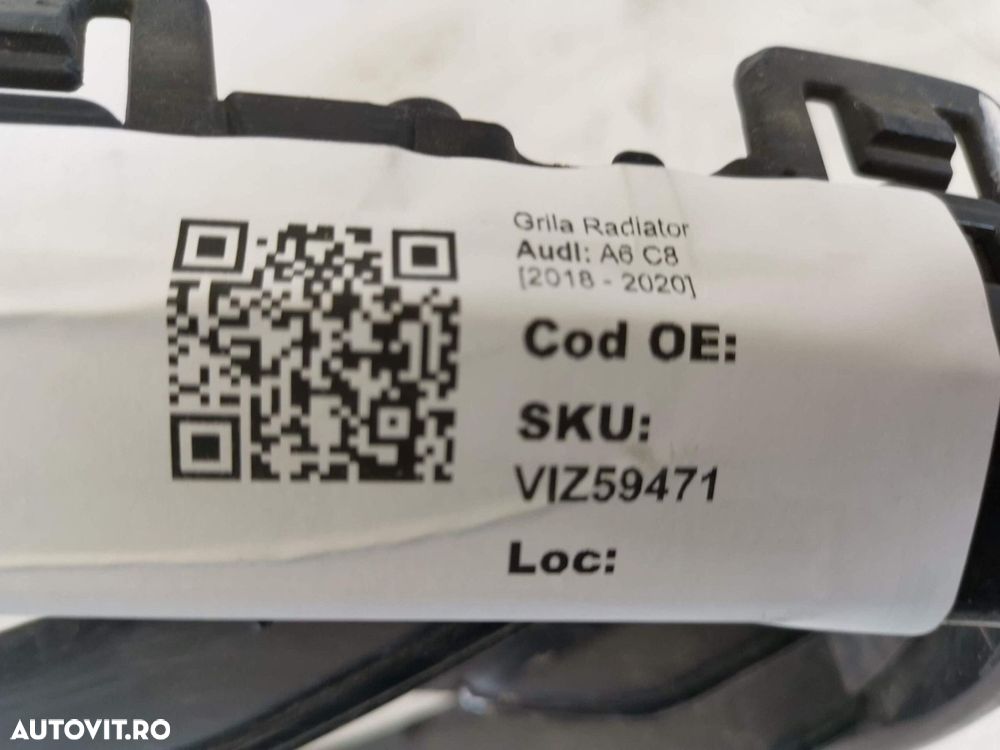 Grila Radiator
Audi: A6 C8
[2018 - 2020]
Cod OE:
SKU:
VIZ59471
Loc:
AUTOVIT.RO